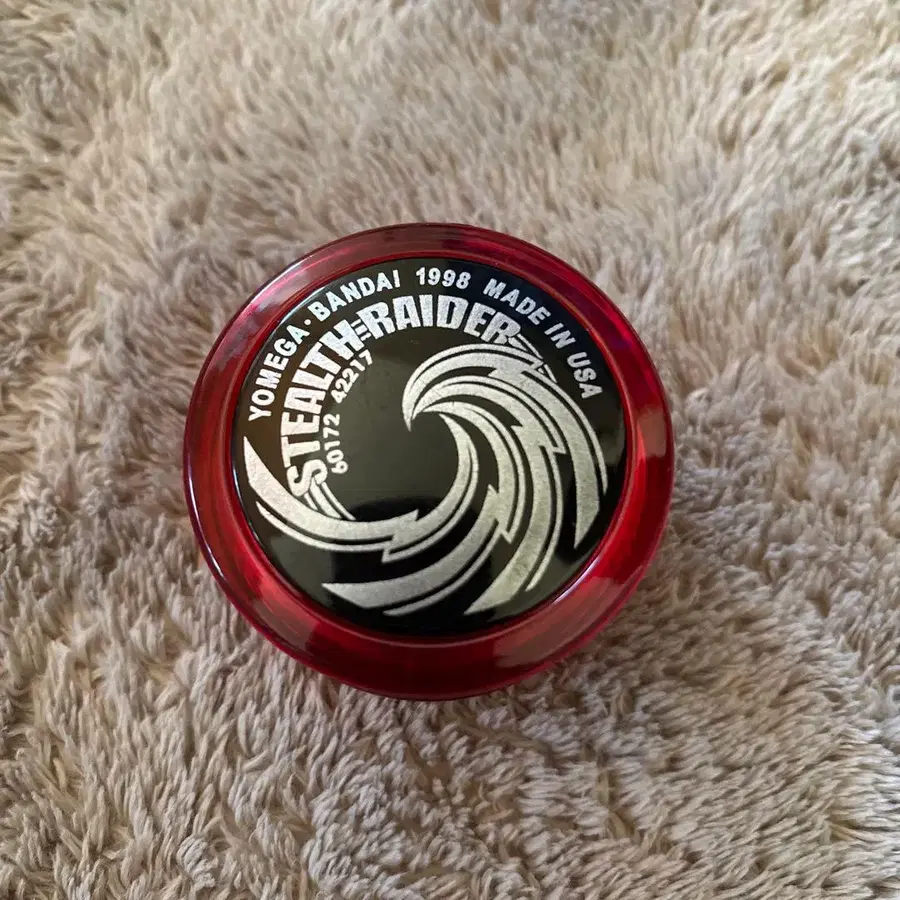 YOMEGA · BANDAI 1998 MADE IN USA
STEALTH RAIDER
60172 42217